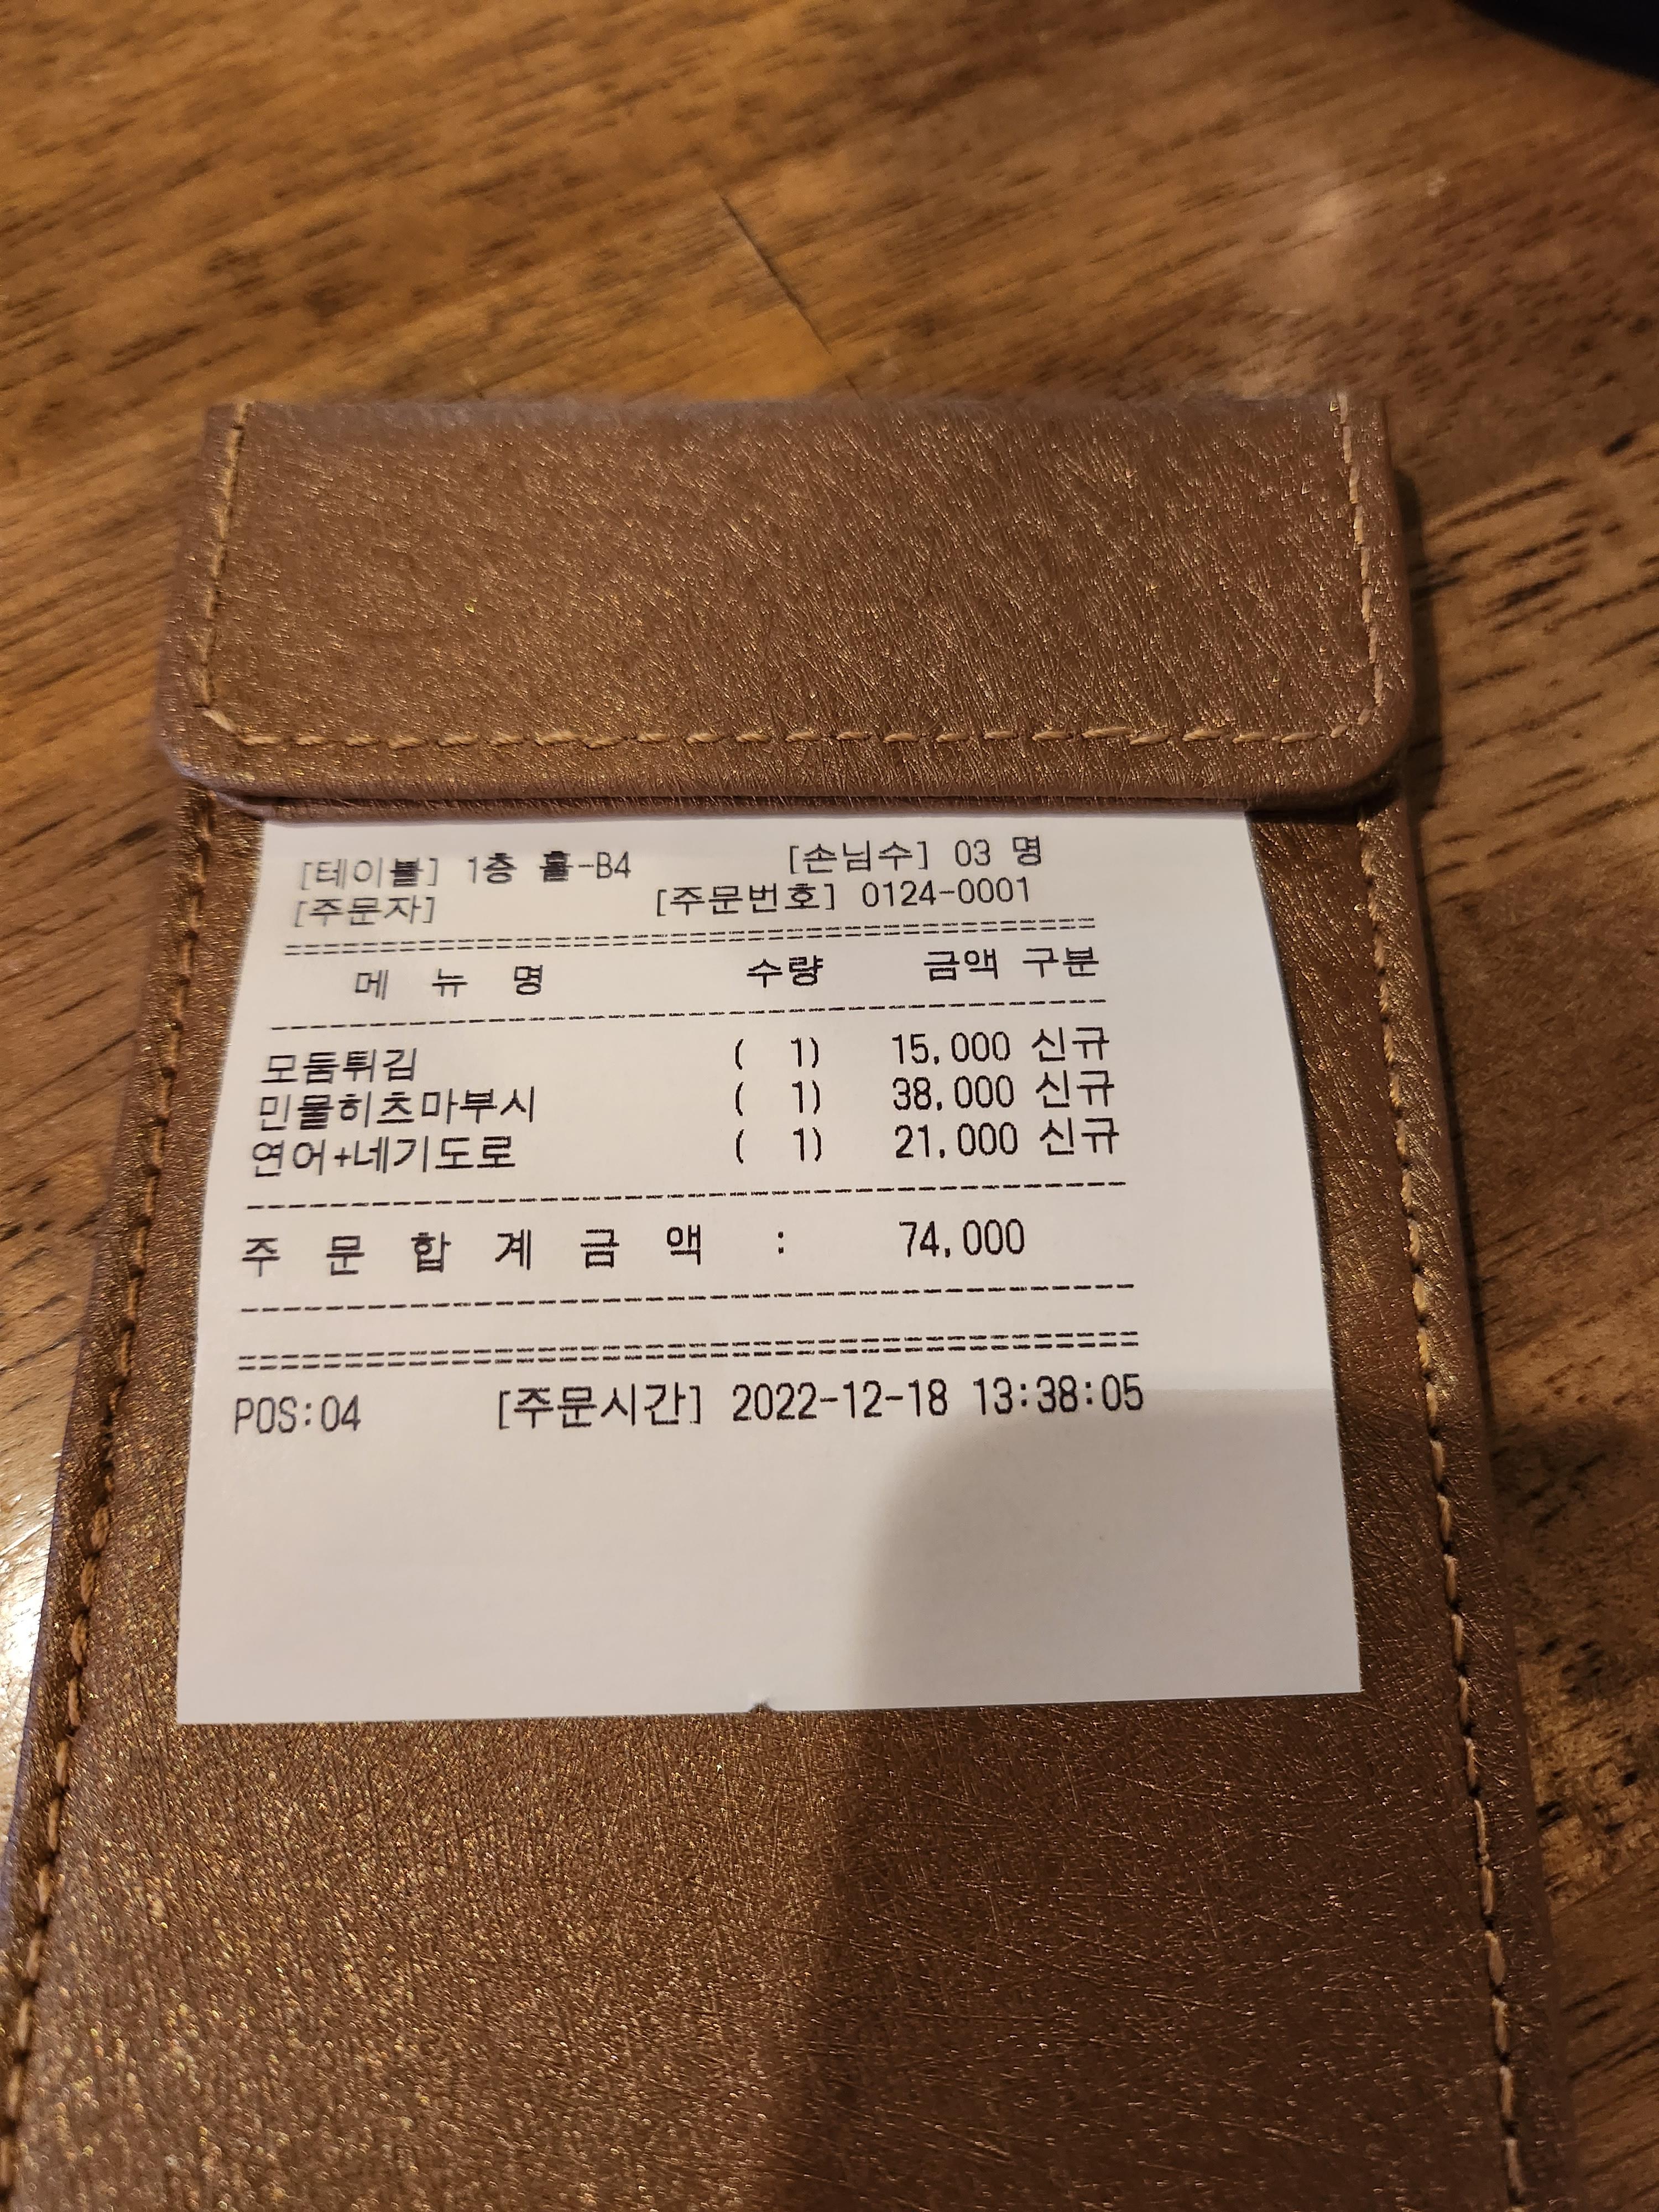 [테이블] 1층 홀-B4 [손님수] 03 명
[주문자] [주문번호] 0124-0001
========================================
메 뉴 명 수량 금액 구분
----------------------------------------
모둠튀김 ( 1) 15,000 신규
민물히츠마부시 ( 1) 38,000 신규
연어+네기도로 ( 1) 21,000 신규
----------------------------------------
주 문 합 계 금 액 : 74,000
----------------------------------------
========================================
POS:04 [주문시간] 2022-12-18 13:38:05